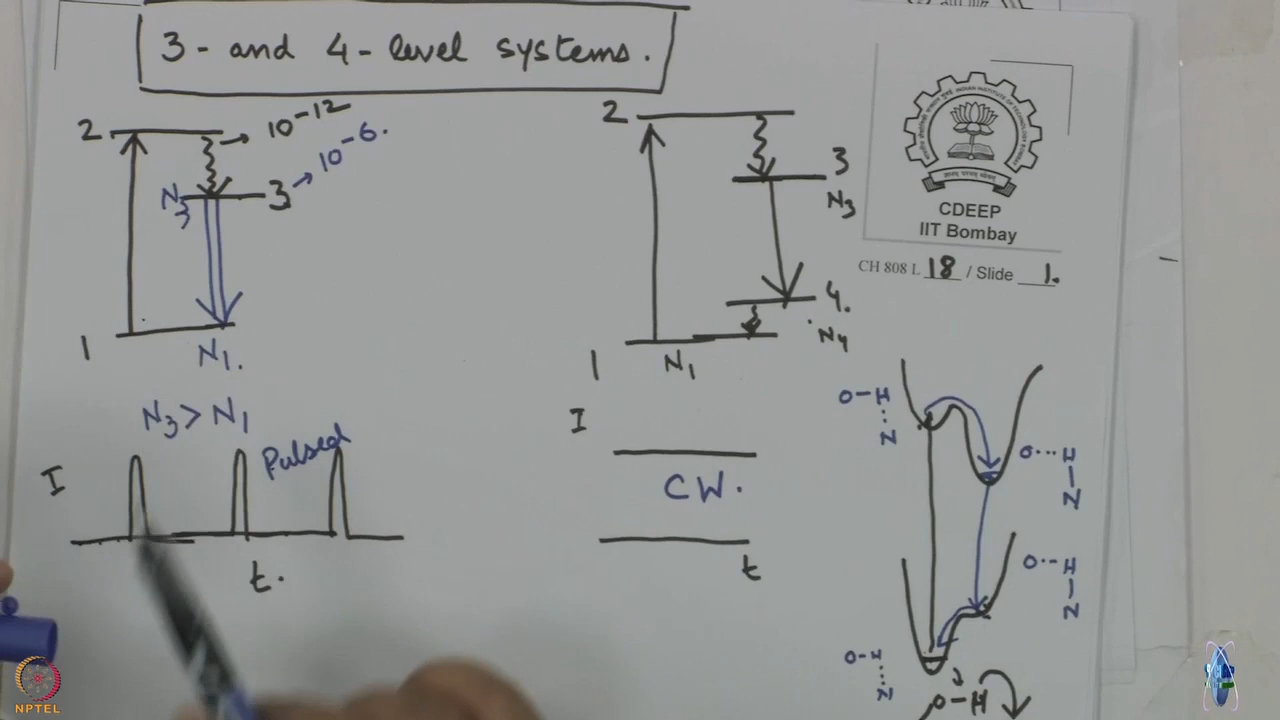 3- and 4-level systems.
2
→ 10-12
→ 10-6.
N3
3
1
N1.
N3 > N1
I
Pulsed
t.
2
3
N3
4.
N4
1
N1
I
CW.
t
CDEEP
IIT Bombay
CH 808 L 18 / Slide 1.
O-H
N
O...H
N
O...H
N
O-H
N
O-H
NPTEL